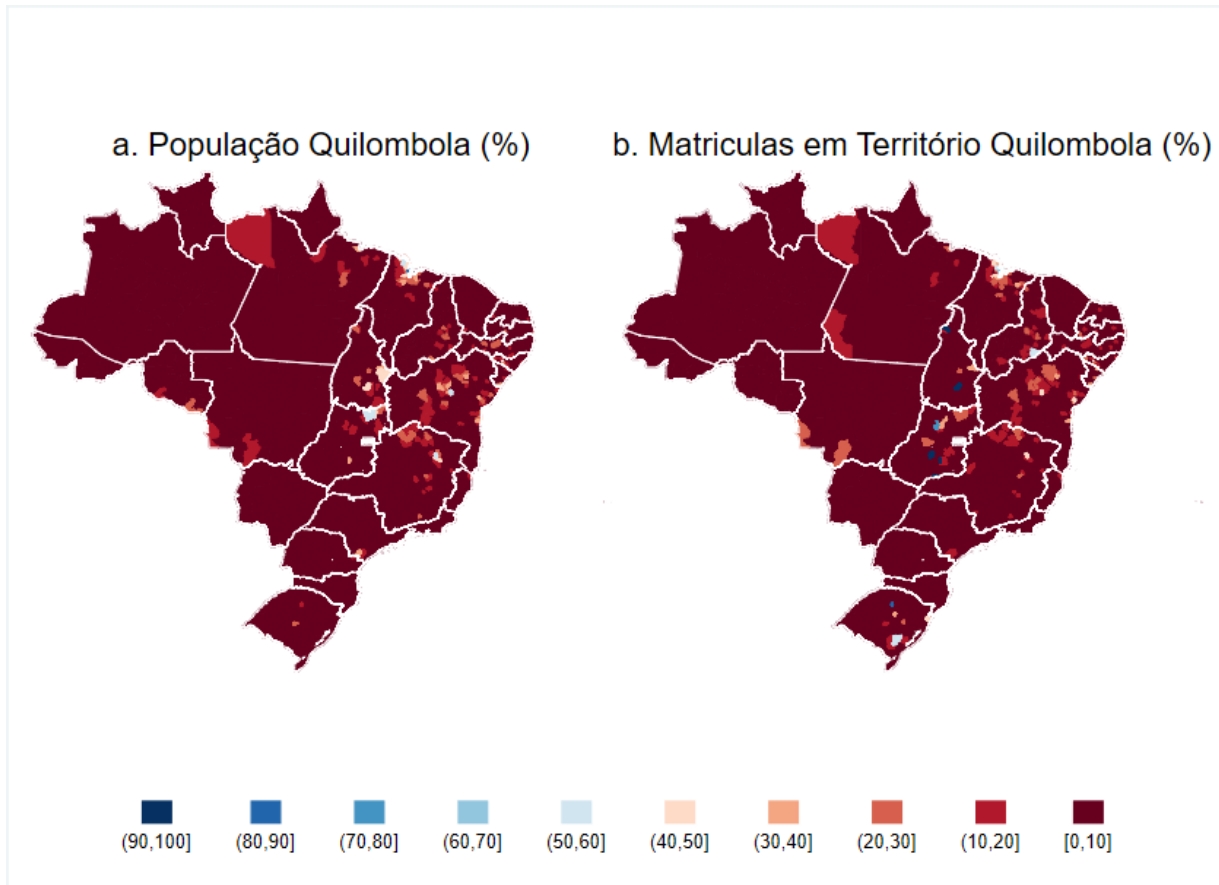 a. População Quilombola (%)
b. Matriculas em Território Quilombola (%)
(90,100] (80,90] (70,80] (60,70] (50,60] (40,50] (30,40] (20,30] (10,20] [0,10]